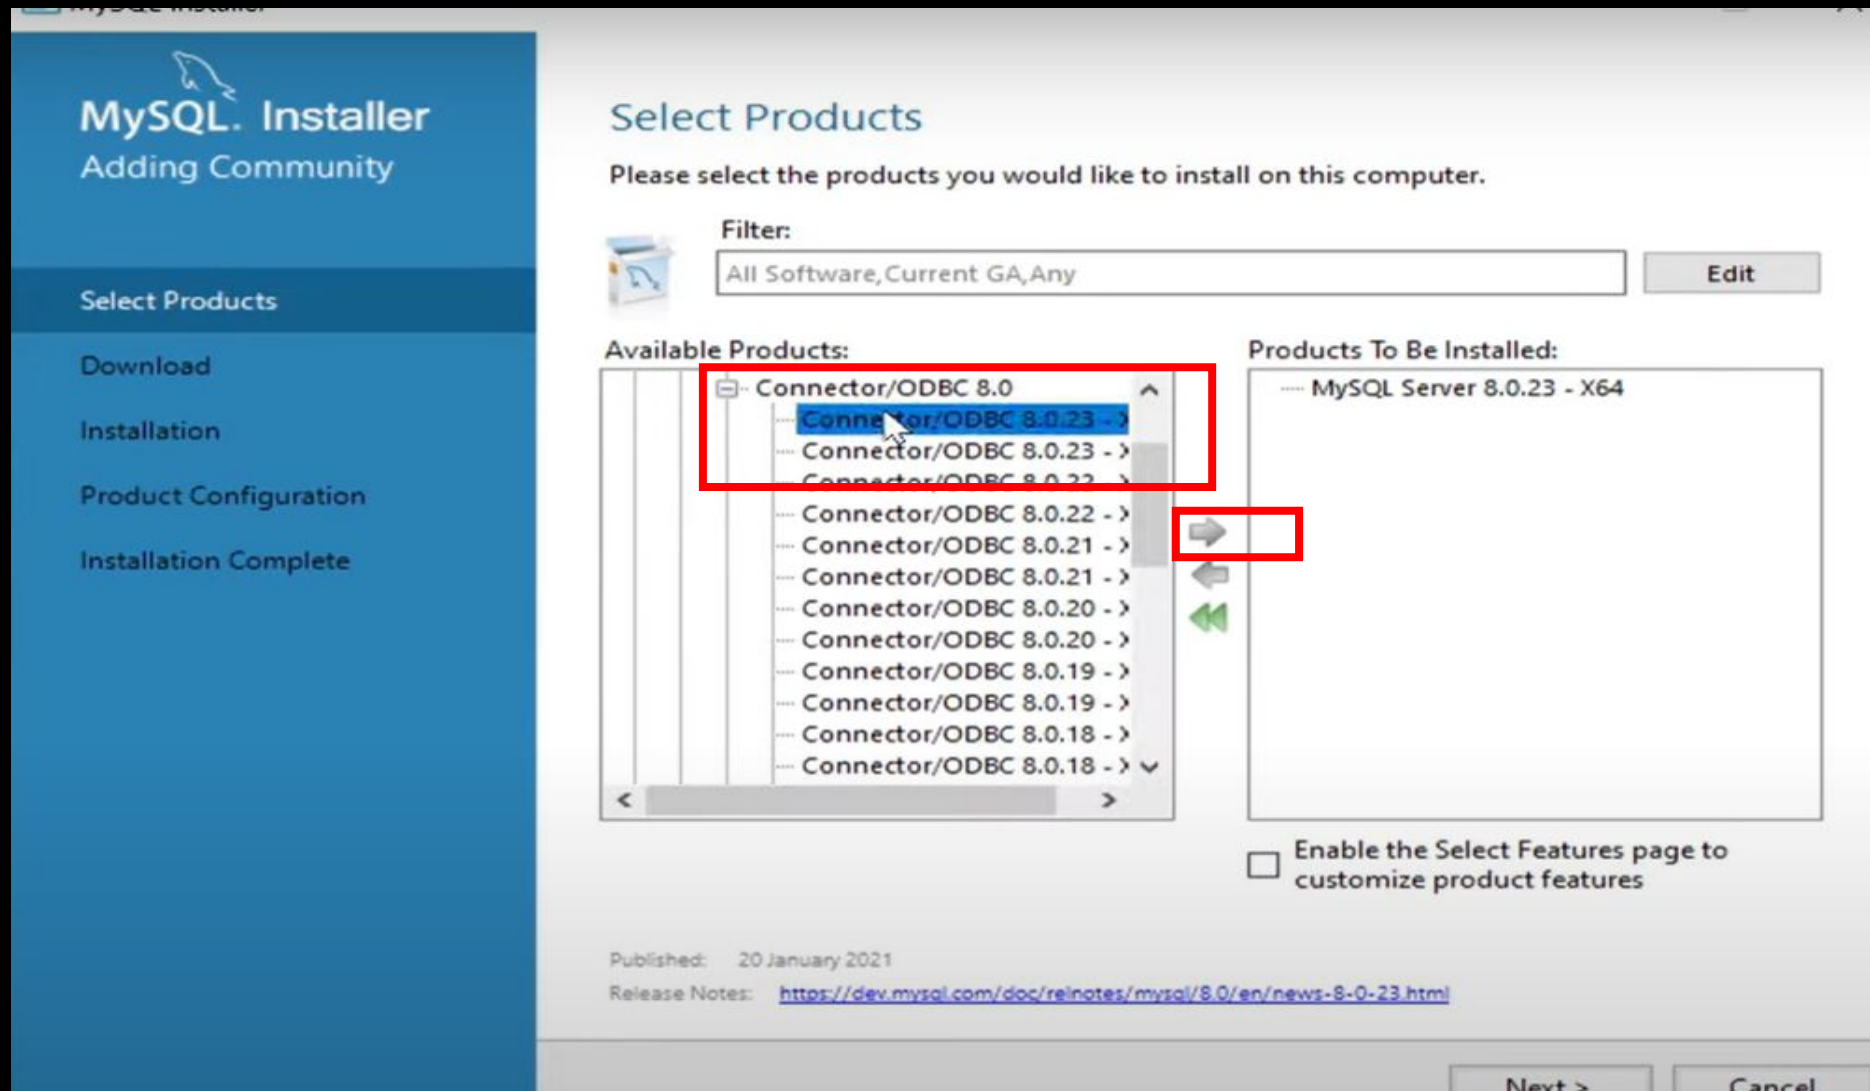 MySQL Installer
MySQL. Installer
Adding Community
Select Products
Download
Installation
Product Configuration
Installation Complete
Select Products
Please select the products you would like to install on this computer.
Filter:
All Software,Current GA,Any
Edit
Available Products:
Connector/ODBC 8.0
Connector/ODBC 8.0.23 - X
Connector/ODBC 8.0.23 - X
Connector/ODBC 8.0.22 - X
Connector/ODBC 8.0.22 - X
Connector/ODBC 8.0.21 - X
Connector/ODBC 8.0.21 - X
Connector/ODBC 8.0.20 - X
Connector/ODBC 8.0.20 - X
Connector/ODBC 8.0.19 - X
Connector/ODBC 8.0.19 - X
Connector/ODBC 8.0.18 - X
Connector/ODBC 8.0.18 - X
Products To Be Installed:
MySQL Server 8.0.23 - X64
Enable the Select Features page to
customize product features
Published: 20 January 2021
Release Notes: https://dev.mysql.com/doc/relnotes/mysql/8.0/en/news-8-0-23.html
Next >
Cancel